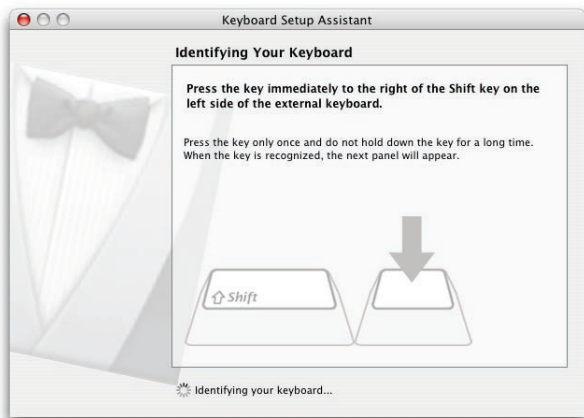 Keyboard Setup Assistant
Identifying Your Keyboard
Press the key immediately to the right of the Shift key on the
left side of the external keyboard.
Press the key only once and do not hold down the key for a long time.
When the key is recognized, the next panel will appear.
Shift
Identifying your keyboard...